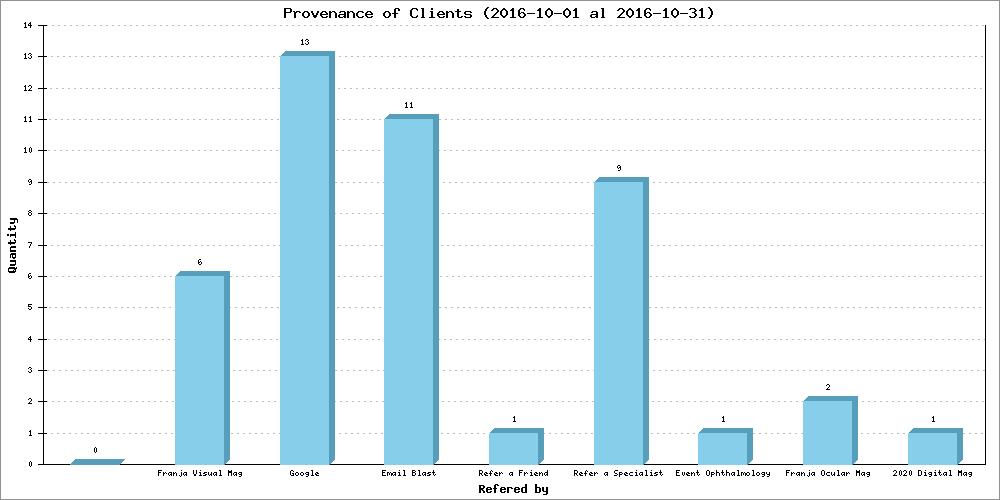 Provenance of Clients (2016-10-01 al 2016-10-31)
Quantity
14
13
12
11
10
9
8
7
6
5
4
3
2
1
0
0
6
13
11
1
9
1
2
1
Franja Visual Mag
Google
Email Blast
Refer a Friend
Refer a Specialist
Event Ophthalmology
Franja Ocular Mag
2020 Digital Mag
Refered by